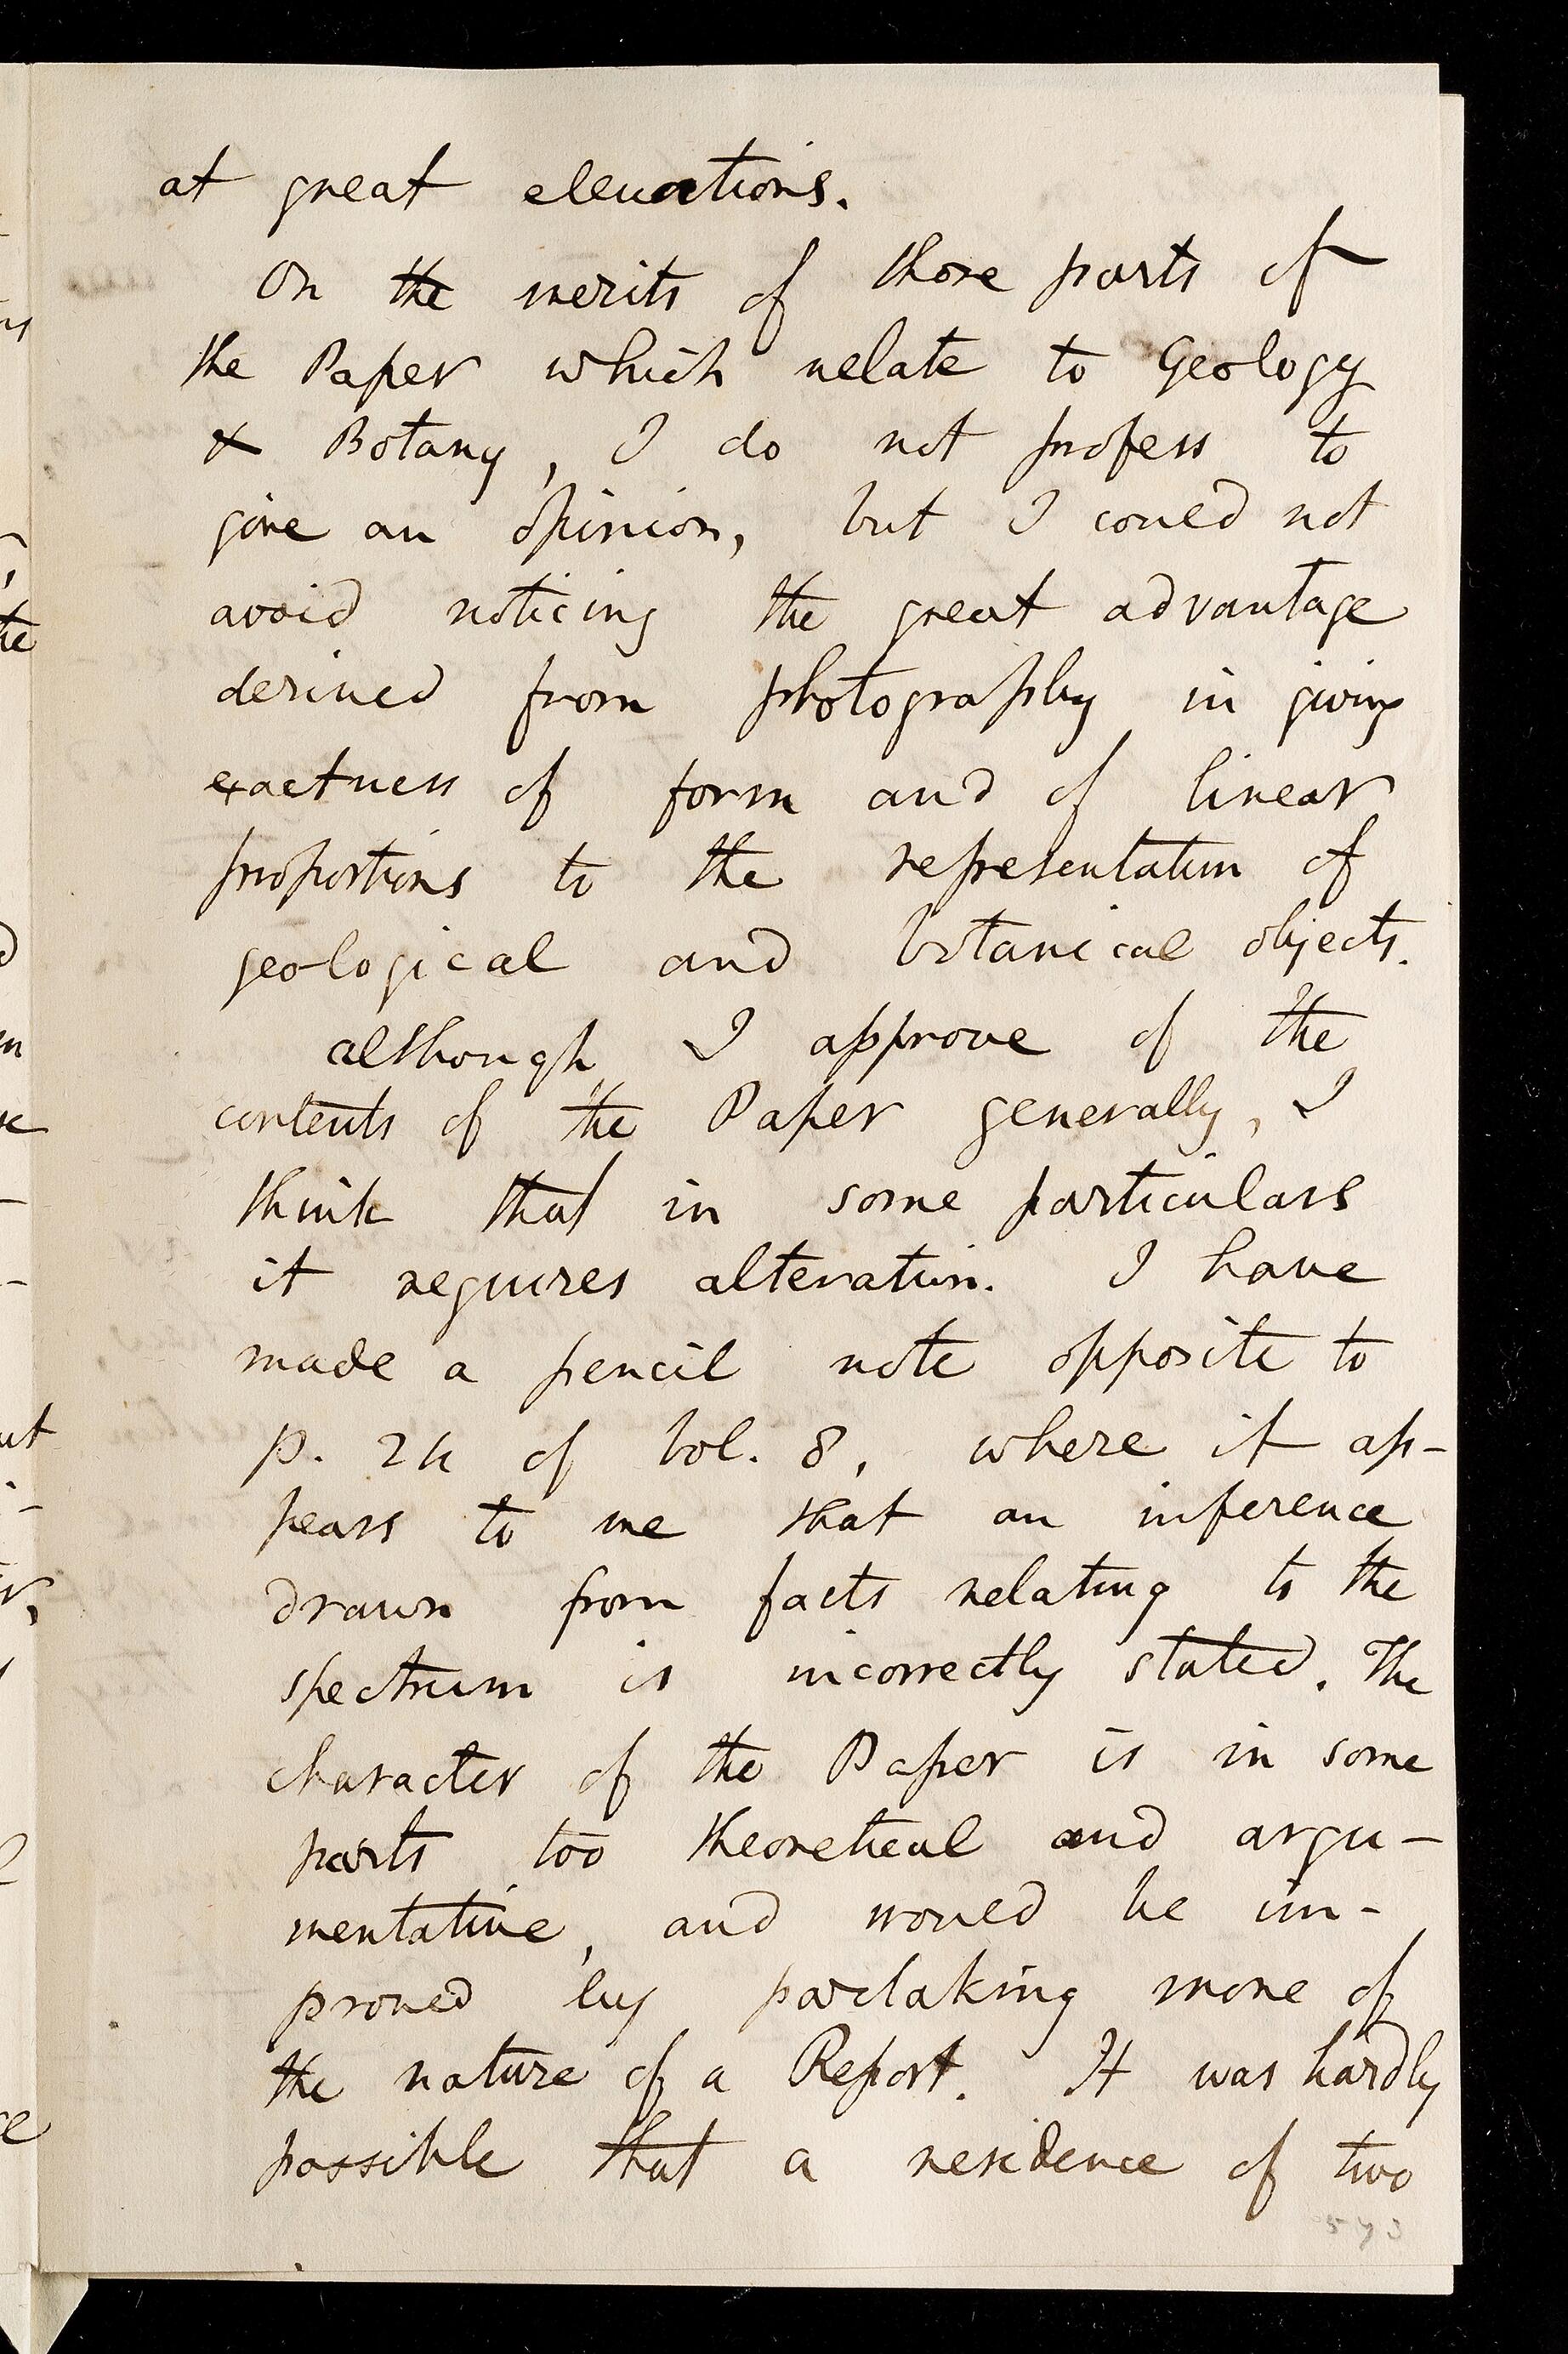 at great elevations.
On the merits of those parts of
the Paper which relate to Geology
& Botany, I do not profess to
give an opinion, but I could not
avoid noticing the great advantage
derived from photography in giving
exactness of form and of linear
proportions to the representation of
geological and botanical objects.
Although I approve of the
contents of the Paper generally, I
think that in some particulars
it requires alteration. I have
made a pencil note opposite to
p. 24 of Vol. 8, where it ap-
pears to me that an inference
drawn from facts relating to the
spectrum is incorrectly stated. The
character of the Paper is in some
parts too theoretical and argu-
mentative, and would be im-
proved by partaking more of
the nature of a Report. It was hardly
possible that a residence of two